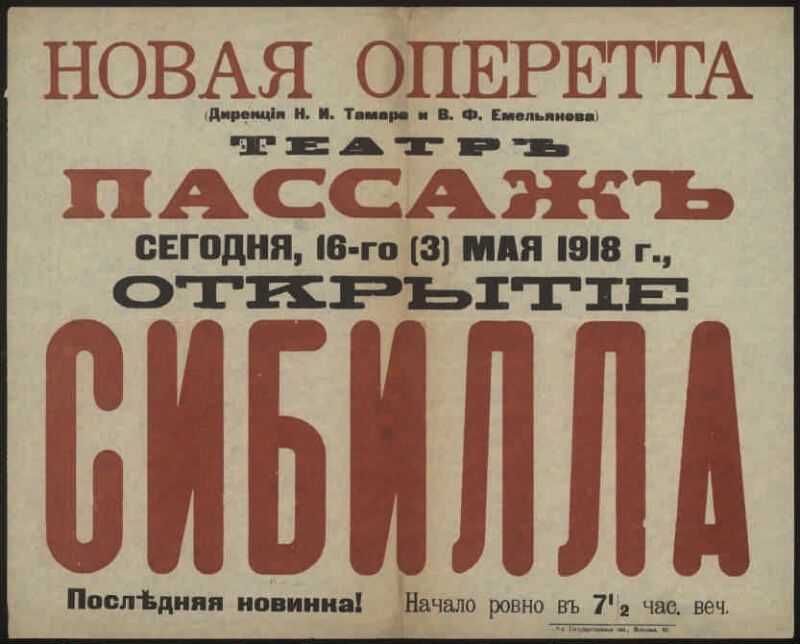 НОВАЯ ОПЕРЕТТА
(Дирекція Н. И. Тамара и В. Ф. Емельянова)
ТЕАТРЪ
ПАССАЖЪ
СЕГОДНЯ, 16-го (3) МАЯ 1918 г.,
ОТКРЫТІЕ
СИБИЛЛА
Послѣдняя новинка! Начало ровно въ 7 1/2 час. веч.